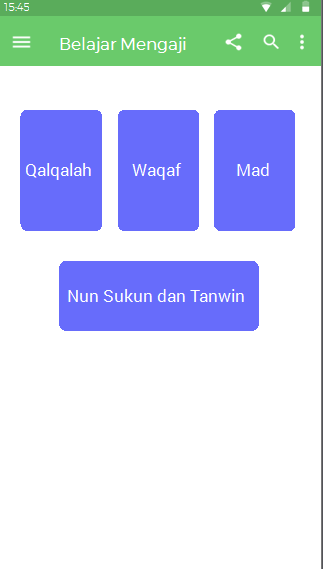 15:45
Belajar Mengaji
Qalqalah
Waqaf
Mad
Nun Sukun dan Tanwin